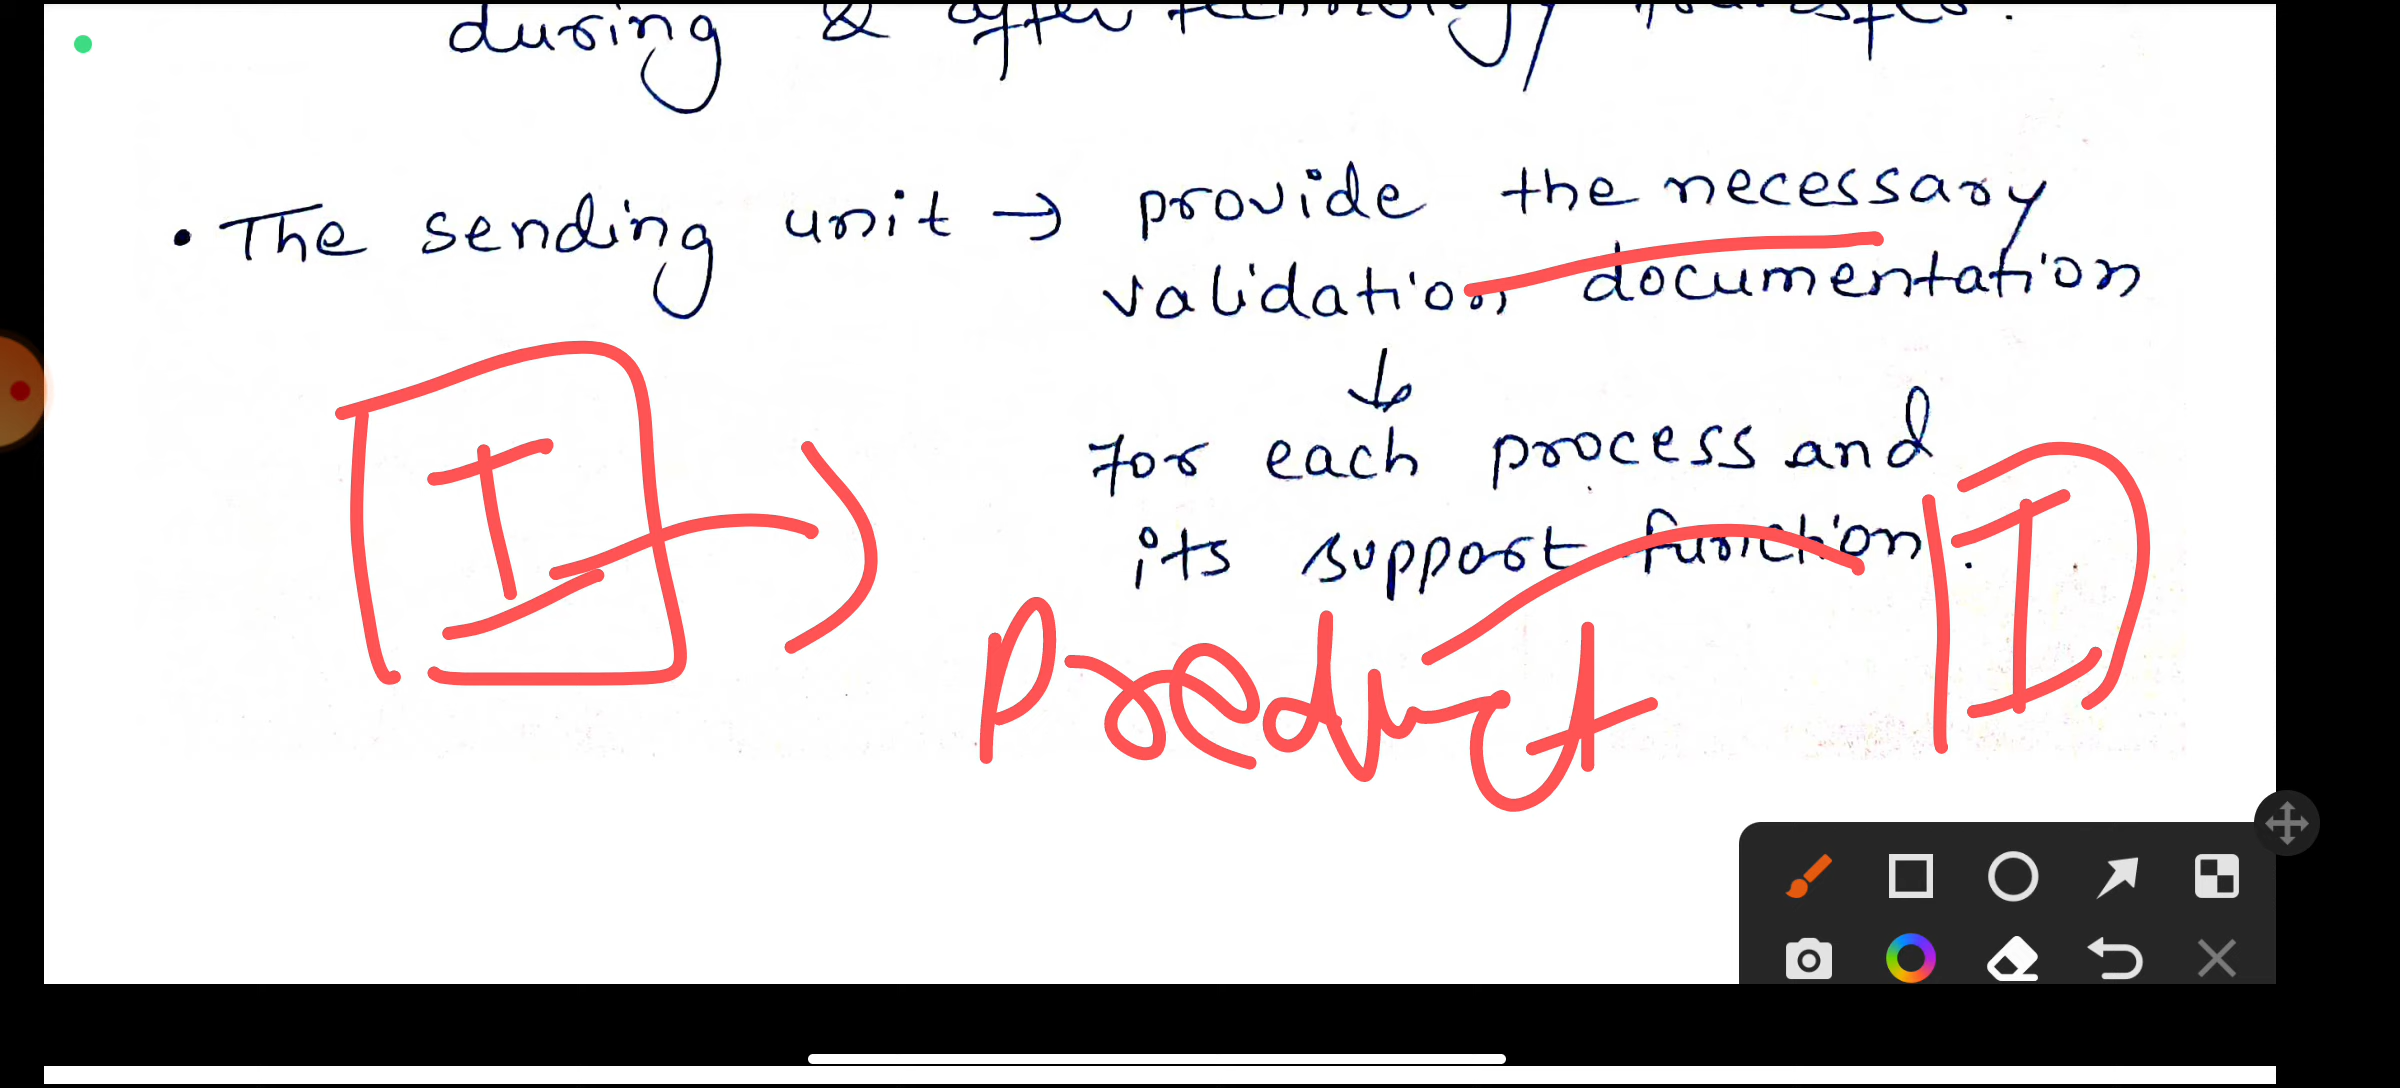 during & after technology transfer.
• The sending unit → provide the necessary
validation documentation
↓
for each process and
its support function.
I
Product
I